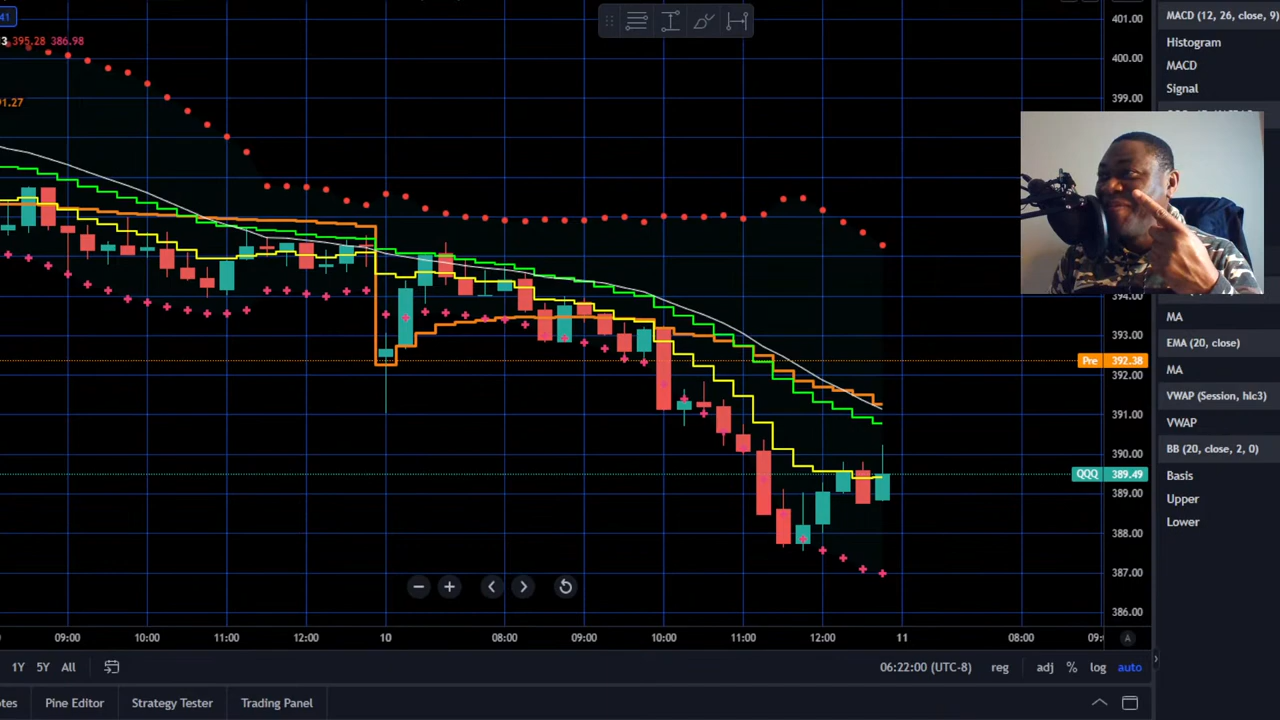 401.00
MACD (12, 26, close, 9)
41
3 395.28 386.98
400.00
Histogram
MACD
Signal
399.00
91.27
394.00
MA
393.00
EMA (20, close)
Pre 392.38
MA
392.00
VWAP (Session, hlc3)
391.00
VWAP
390.00
BB (20, close, 2, 0)
QQQ 389.49
Basis
389.00
Upper
Lower
388.00
387.00
386.00
09:00 10:00 11:00 12:00 10 08:00 09:00 10:00 11:00 12:00 11 08:00 09:
A
1Y 5Y All
06:22:00 (UTC-8) reg adj % log auto
otes Pine Editor Strategy Tester Trading Panel